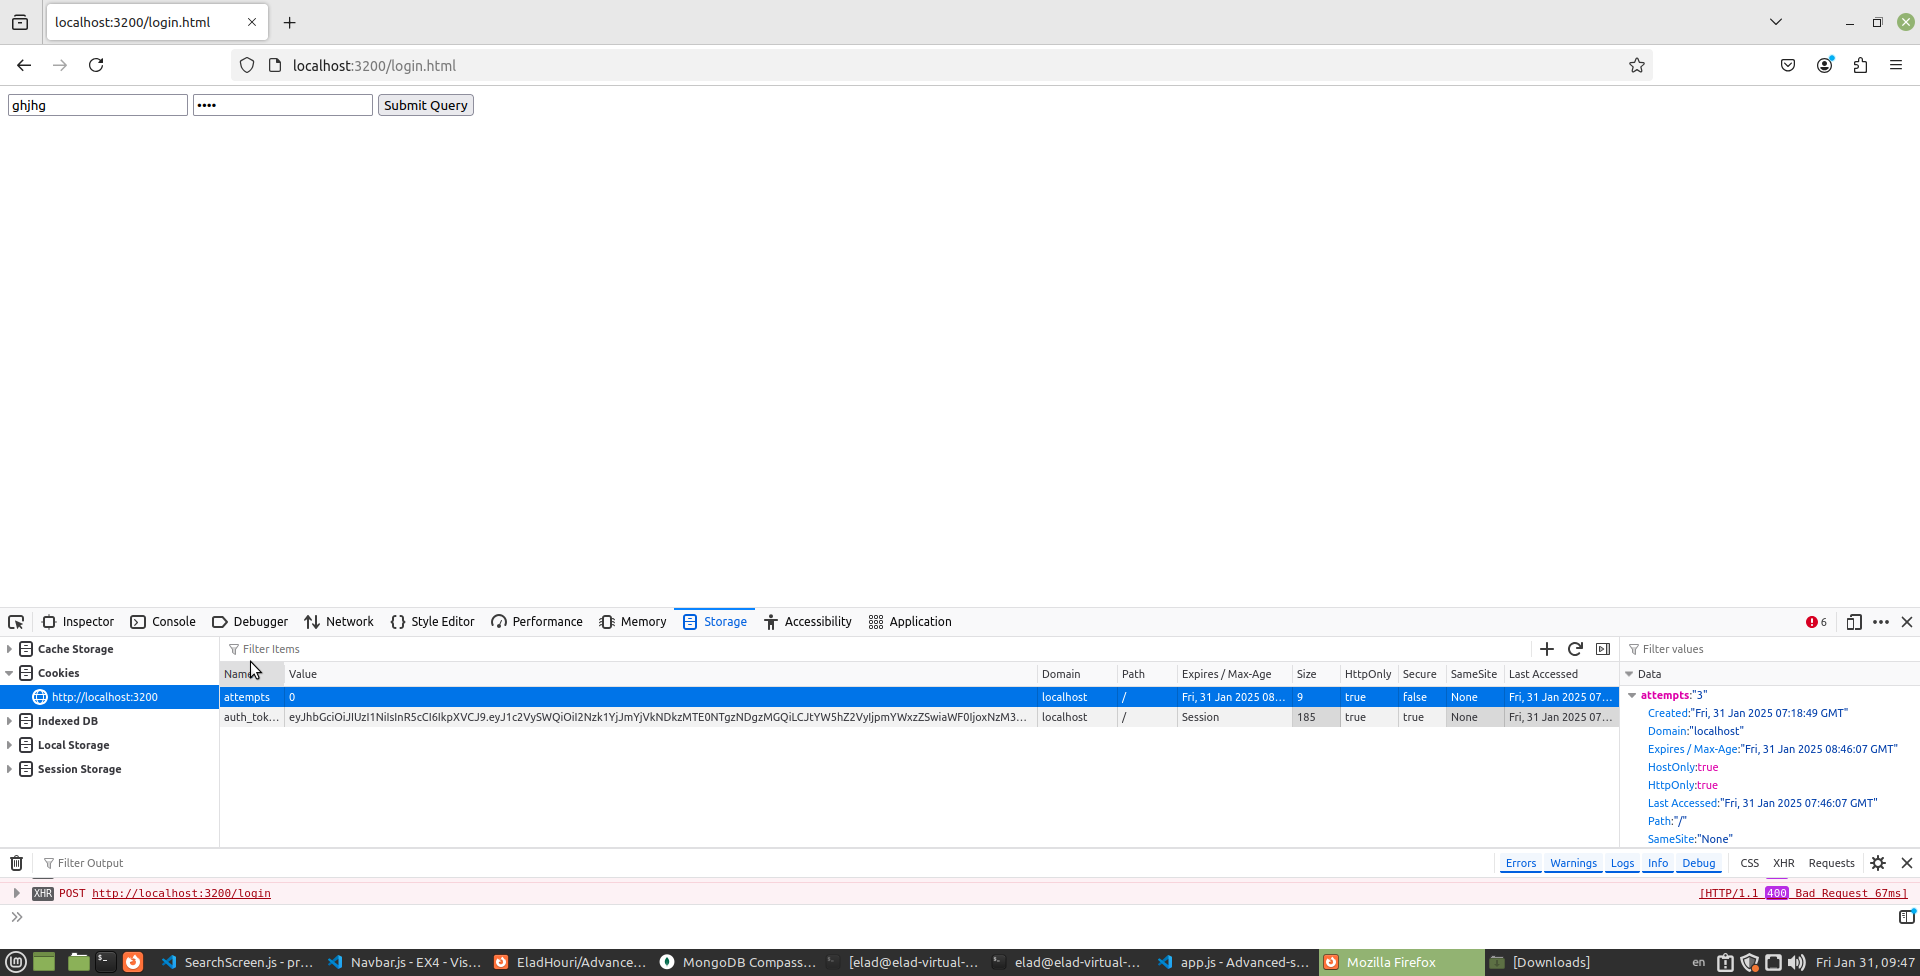 localhost:3200/login.html
localhost:3200/login.html
ghjhg •••• Submit Query
Inspector Console Debugger Network Style Editor Performance Memory Storage Accessibility Application 6
Cache Storage
Cookies
http://localhost:3200
Indexed DB
Local Storage
Session Storage
Filter Items
Name Value Domain Path Expires / Max-Age Size HttpOnly Secure SameSite Last Accessed
attempts 0 localhost / Fri, 31 Jan 2025 08... 9 true false None Fri, 31 Jan 2025 07...
auth_tok... localhost / Session 185 true true None Fri, 31 Jan 2025 07...
Filter values
Data
attempts:"3"
Created:"Fri, 31 Jan 2025 07:18:49 GMT"
Domain:"localhost"
Expires / Max-Age:"Fri, 31 Jan 2025 08:46:07 GMT"
HostOnly:true
HttpOnly:true
Last Accessed:"Fri, 31 Jan 2025 07:46:07 GMT"
Path:"/"
SameSite:"None"
Filter Output Errors Warnings Logs Info Debug CSS XHR Requests
XHR POST http://localhost:3200/login [HTTP/1.1 400 Bad Request 67ms]
SearchScreen.js - pr... Navbar.js - EX4 - Vis... EladHouri/Advance... MongoDB Compass... [elad@elad-virtual-... elad@elad-virtual-... app.js - Advanced-s... Mozilla Firefox [Downloads] en Fri Jan 31, 09:47